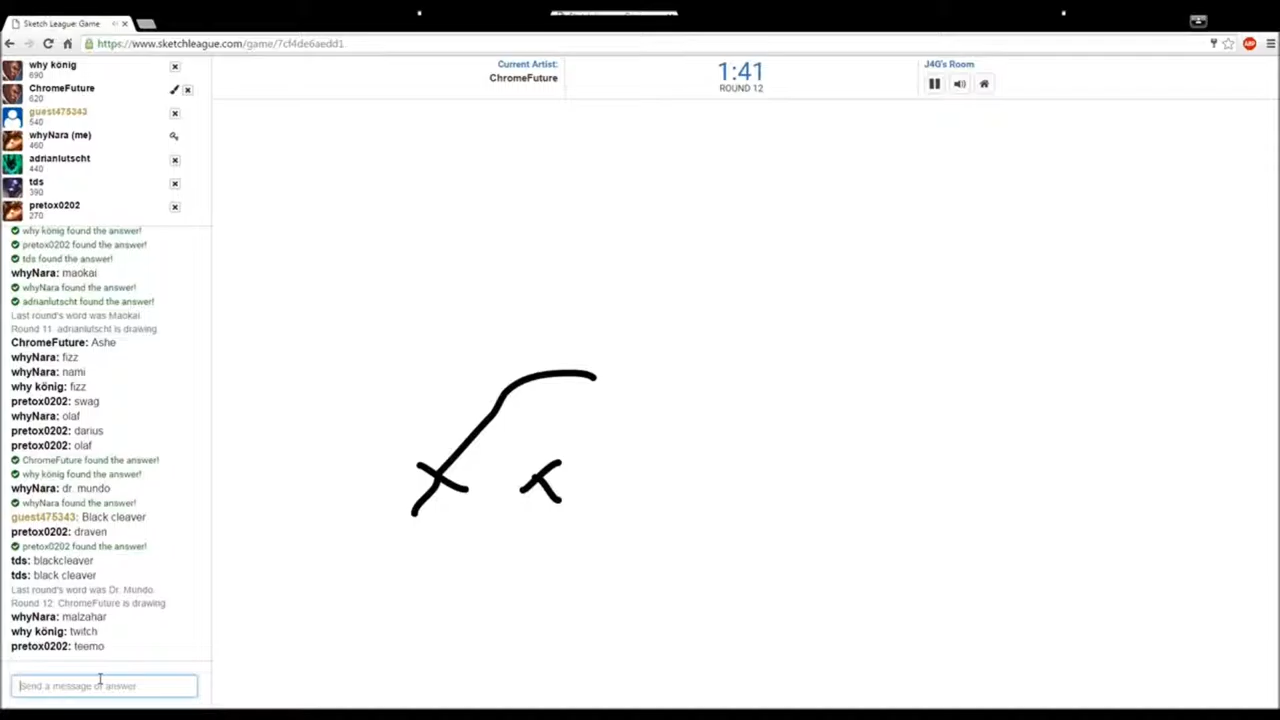 Sketch League: Game
https://www.sketchleague.com/game/7cf4de6aedd1
why könig
690
ChromeFuture
620
guest475343
540
whyNara (me)
460
adrianlutscht
440
tds
390
pretox0202
270
Current Artist:
ChromeFuture
1:41
ROUND 12
J4G's Room
why könig found the answer!
pretox0202 found the answer!
tds found the answer!
whyNara: maokai
whyNara found the answer!
adrianlutscht found the answer!
Last round's word was Maokai
Round 11 adrianlutscht is drawing
ChromeFuture: Ashe
whyNara: fizz
whyNara: nami
why könig: fizz
pretox0202: swag
whyNara: olaf
pretox0202: darius
pretox0202: olaf
ChromeFuture found the answer!
why könig found the answer!
whyNara: dr. mundo
whyNara found the answer!
guest475343: Black cleaver
pretox0202: draven
pretox0202 found the answer!
tds: blackcleaver
tds: black cleaver
Last round's word was Dr. Mundo.
Round 12 ChromeFuture is drawing
whyNara: malzahar
why könig: twitch
pretox0202: teemo
Send a message or answer
ABP